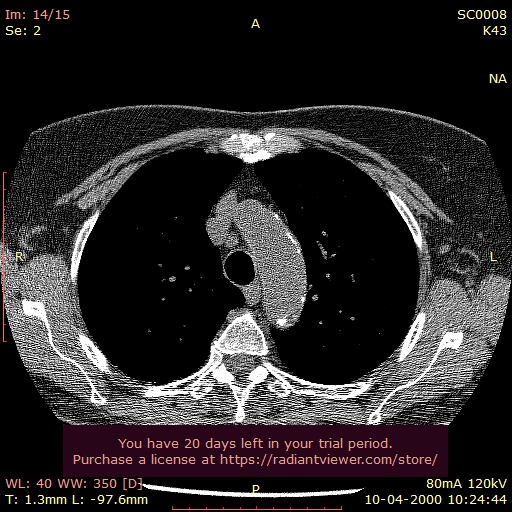 Im: 14/15
Se: 2
A
SC0008
K43
NA
R
L
You have 20 days left in your trial period.
Purchase a license at https://radiantviewer.com/store/
WL: 40 WW: 350 [D]
T: 1.3mm L: -97.6mm
P
80mA 120kV
10-04-2000 10:24:44